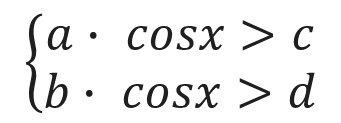 a · cosx > c
b · cosx > d